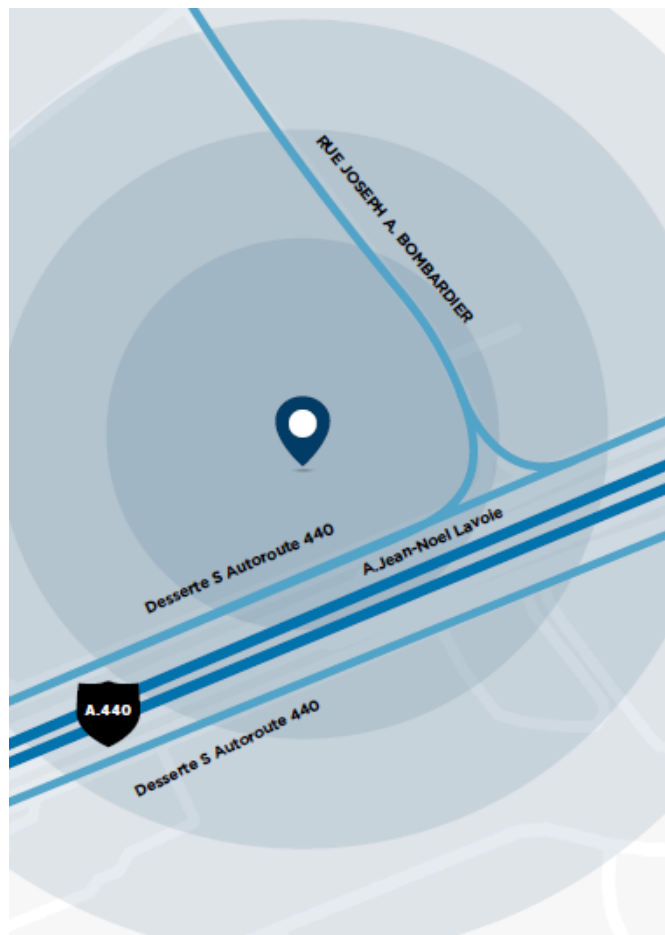 RUE JOSEPH A. BOMBARDIER
Desserte S Autoroute 440
A.Jean-Noel Lavoie
A.440
Desserte S Autoroute 440